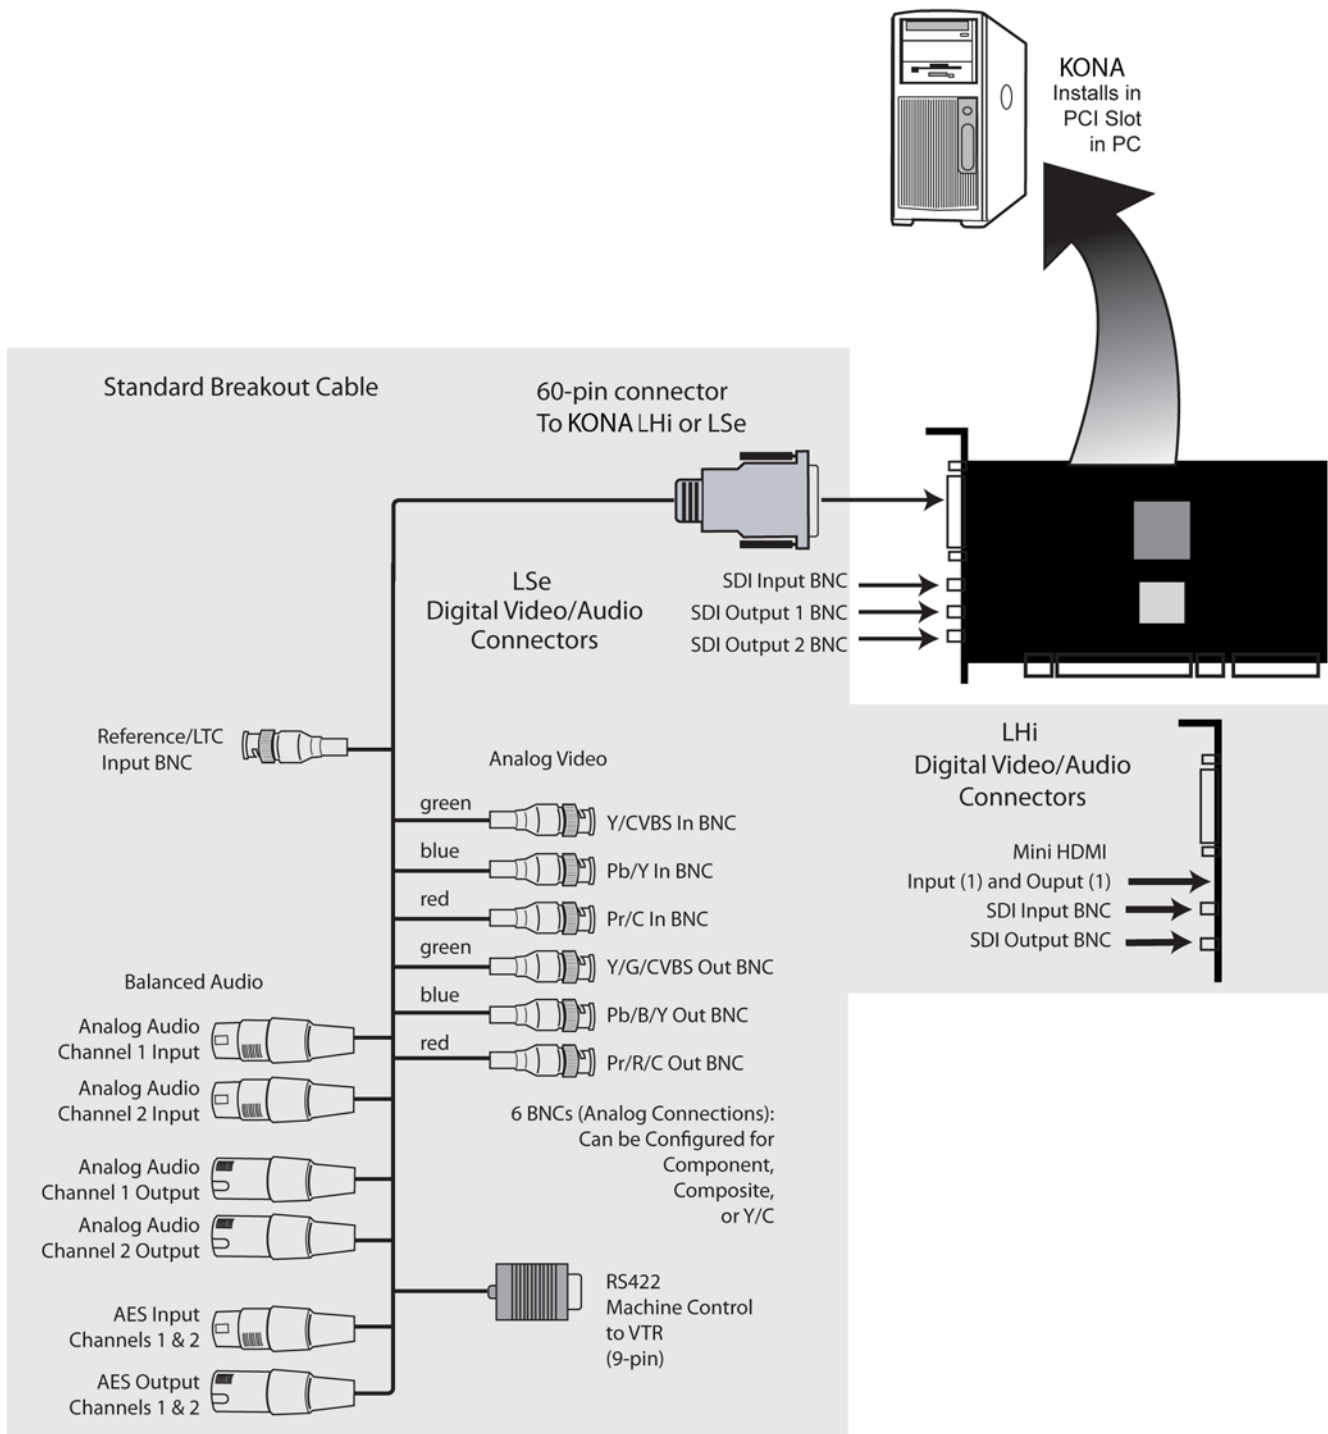 KONA
Installs in
PCI Slot
in PC
Standard Breakout Cable
60-pin connector
To KONA LHi or LSe
LSe
Digital Video/Audio
Connectors
SDI Input BNC
SDI Output 1 BNC
SDI Output 2 BNC
Reference/LTC
Input BNC
Analog Video
green
Y/CVBS In BNC
blue
Pb/Y In BNC
red
Pr/C In BNC
green
Y/G/CVBS Out BNC
blue
Pb/B/Y Out BNC
red
Pr/R/C Out BNC
6 BNCs (Analog Connections):
Can be Configured for
Component,
Composite,
or Y/C
LHi
Digital Video/Audio
Connectors
Mini HDMI
Input (1) and Ouput (1)
SDI Input BNC
SDI Output BNC
Balanced Audio
Analog Audio
Channel 1 Input
Analog Audio
Channel 2 Input
Analog Audio
Channel 1 Output
Analog Audio
Channel 2 Output
AES Input
Channels 1 & 2
AES Output
Channels 1 & 2
RS422
Machine Control
to VTR
(9-pin)